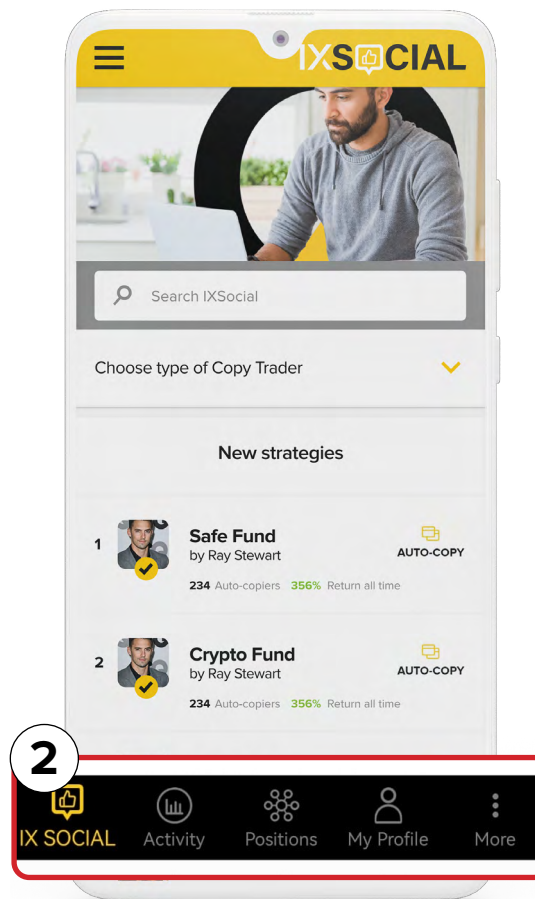 IXSOCIAL
Search IXSocial
Choose type of Copy Trader
New strategies
1
Safe Fund
by Ray Stewart
AUTO-COPY
234 Auto-copiers 356% Return all time
2
Crypto Fund
by Ray Stewart
AUTO-COPY
234 Auto-copiers 356% Return all time
2
IX SOCIAL Activity Positions My Profile More